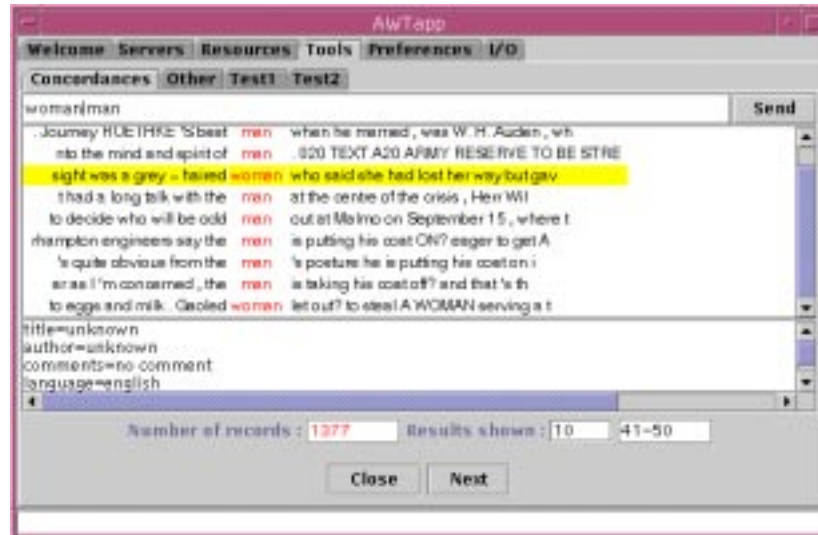 AWTapp
Welcome Servers Resources Tools Preferences I/O
Concordances Other Test1 Test2
woman|man Send
. Journey ROETHKE 'S best man when he married , was W . H . Auden , wh
nto the mind and spirit of man . 020 TEXT A20 ARMY RESERVE TO BE STRE
sight was a grey - haired woman who said she had lost her way but gav
t had a long talk with the man at the centre of the crisis , Herr Wil
to decide who will be odd man out at Malmo on September 15 , where t
rhampton engineers say the man is putting his coat ON? eager to get A
's quite obvious from the man 's posture he is putting his coat on i
ar as I 'm concerned , the man is taking his coat off? and that 's th
to eggs and milk . Gaoled woman let out? to steal A WOMAN serving a t
title=unknown
author=unknown
comments=no comment
language=english
Number of records : 1377 Results shown : 10 41-50
Close Next